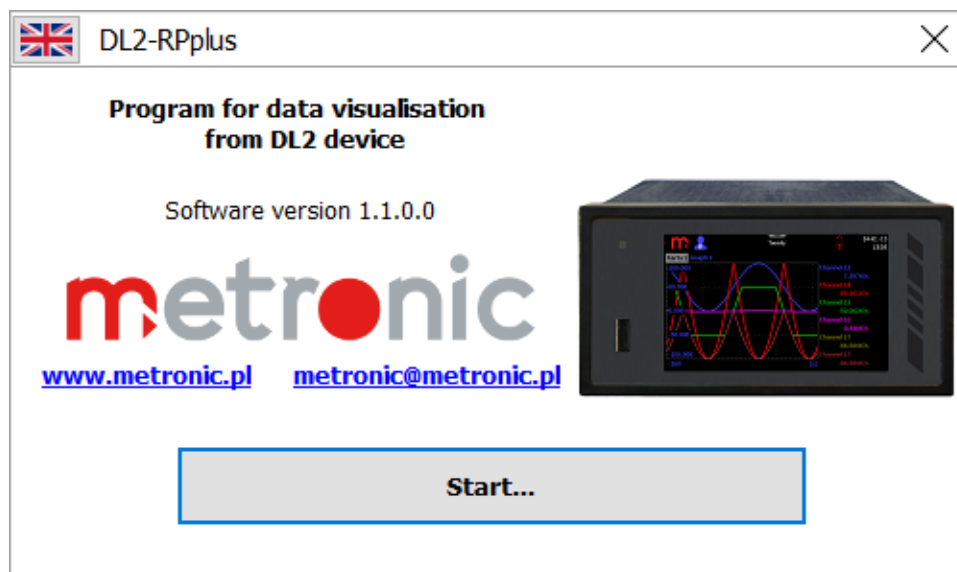 DL2-RPplus
Program for data visualisation
from DL2 device
Software version 1.1.0.0
metronic
www.metronic.pl metronic@metronic.pl
Start...